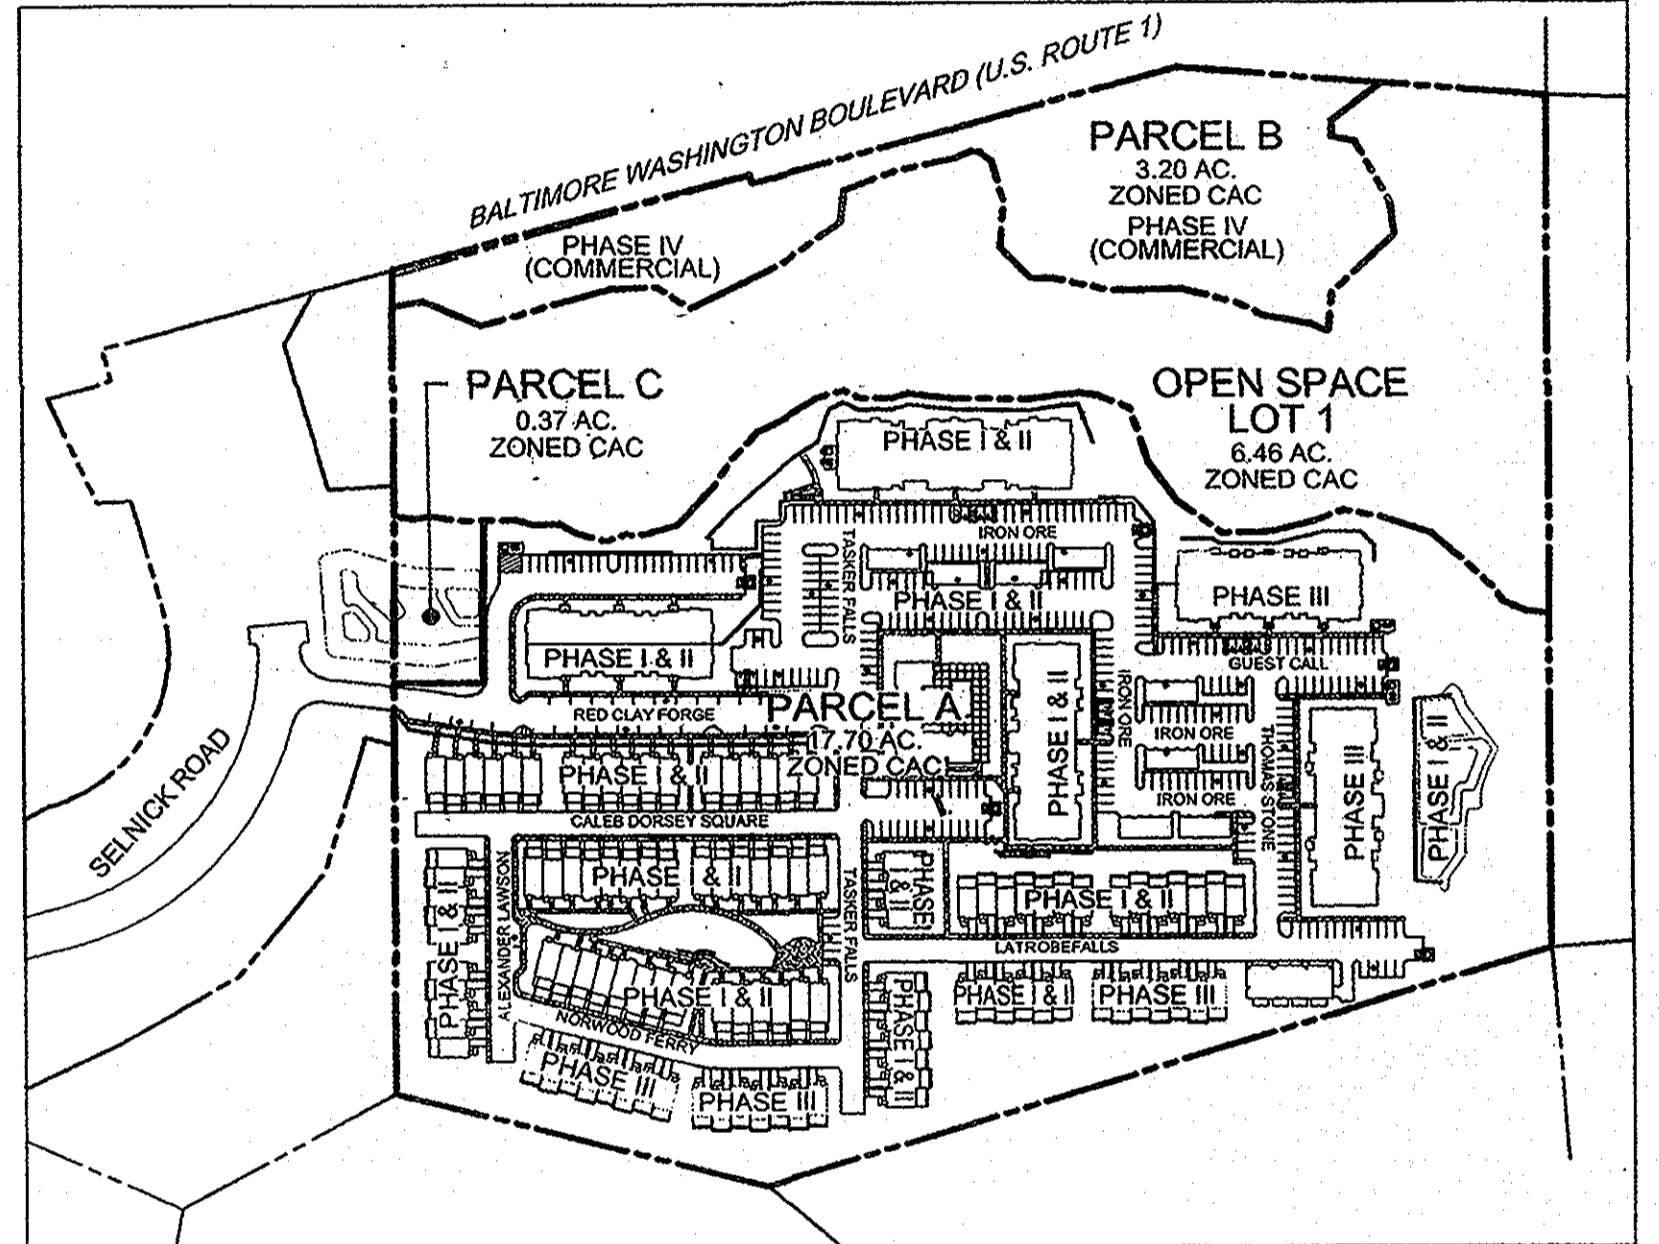 BALTIMORE WASHINGTON BOULEVARD (U.S. ROUTE 1)
PARCEL B
3.20 AC.
ZONED CAC
PHASE IV
(COMMERCIAL)
PHASE IV
(COMMERCIAL)
PARCEL C
0.37 AC.
ZONED CAC
OPEN SPACE
LOT 1
6.46 AC.
ZONED CAC
PHASE I & II
IRON ORE
TASKER FALLS
PHASE I & II
PHASE III
PHASE I & II
GUEST CALL
RED CLAY FORGE
PARCEL A
17.70 AC.
ZONED CAC
PHASE I & II
IRON ORE
IRON ORE
IRON ORE
THOMAS STONE
PHASE III
PHASE I & II
SELNICK ROAD
PHASE I & II
CALEB DORSEY SQUARE
PHASE I & II
ALEXANDER LAWSON
PHASE & II
TASKER FALLS
PHASE
I & II
PHASE I & II
LATROBEFALLS
PHASE I & II
NORWOOD FERRY
PHASE I & II
PHASE I & II
PHASE III
PHASE III
PHASE III